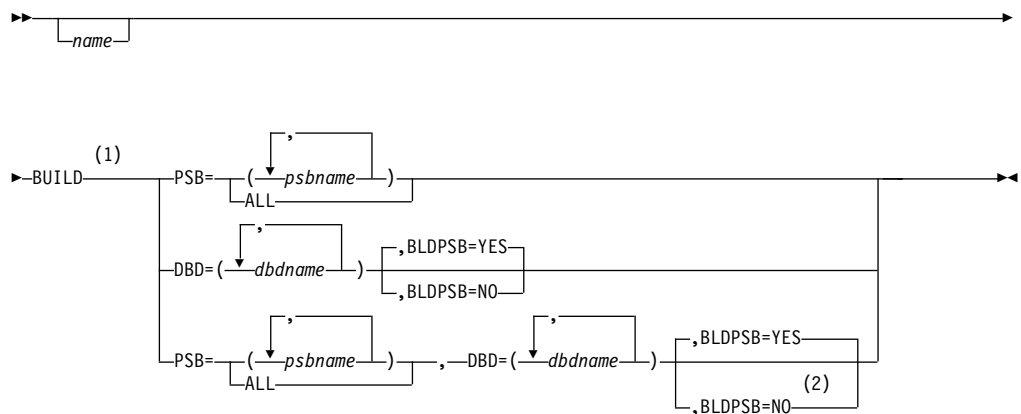 name
,
(1)
BUILD PSB= ( psbname )
ALL
,
,BLDPSB=YES
DBD=( dbdname )
,BLDPSB=NO
, ,
,BLDPSB=YES
PSB= ( psbname ) , DBD=( dbdname )
ALL (2)
,BLDPSB=NO